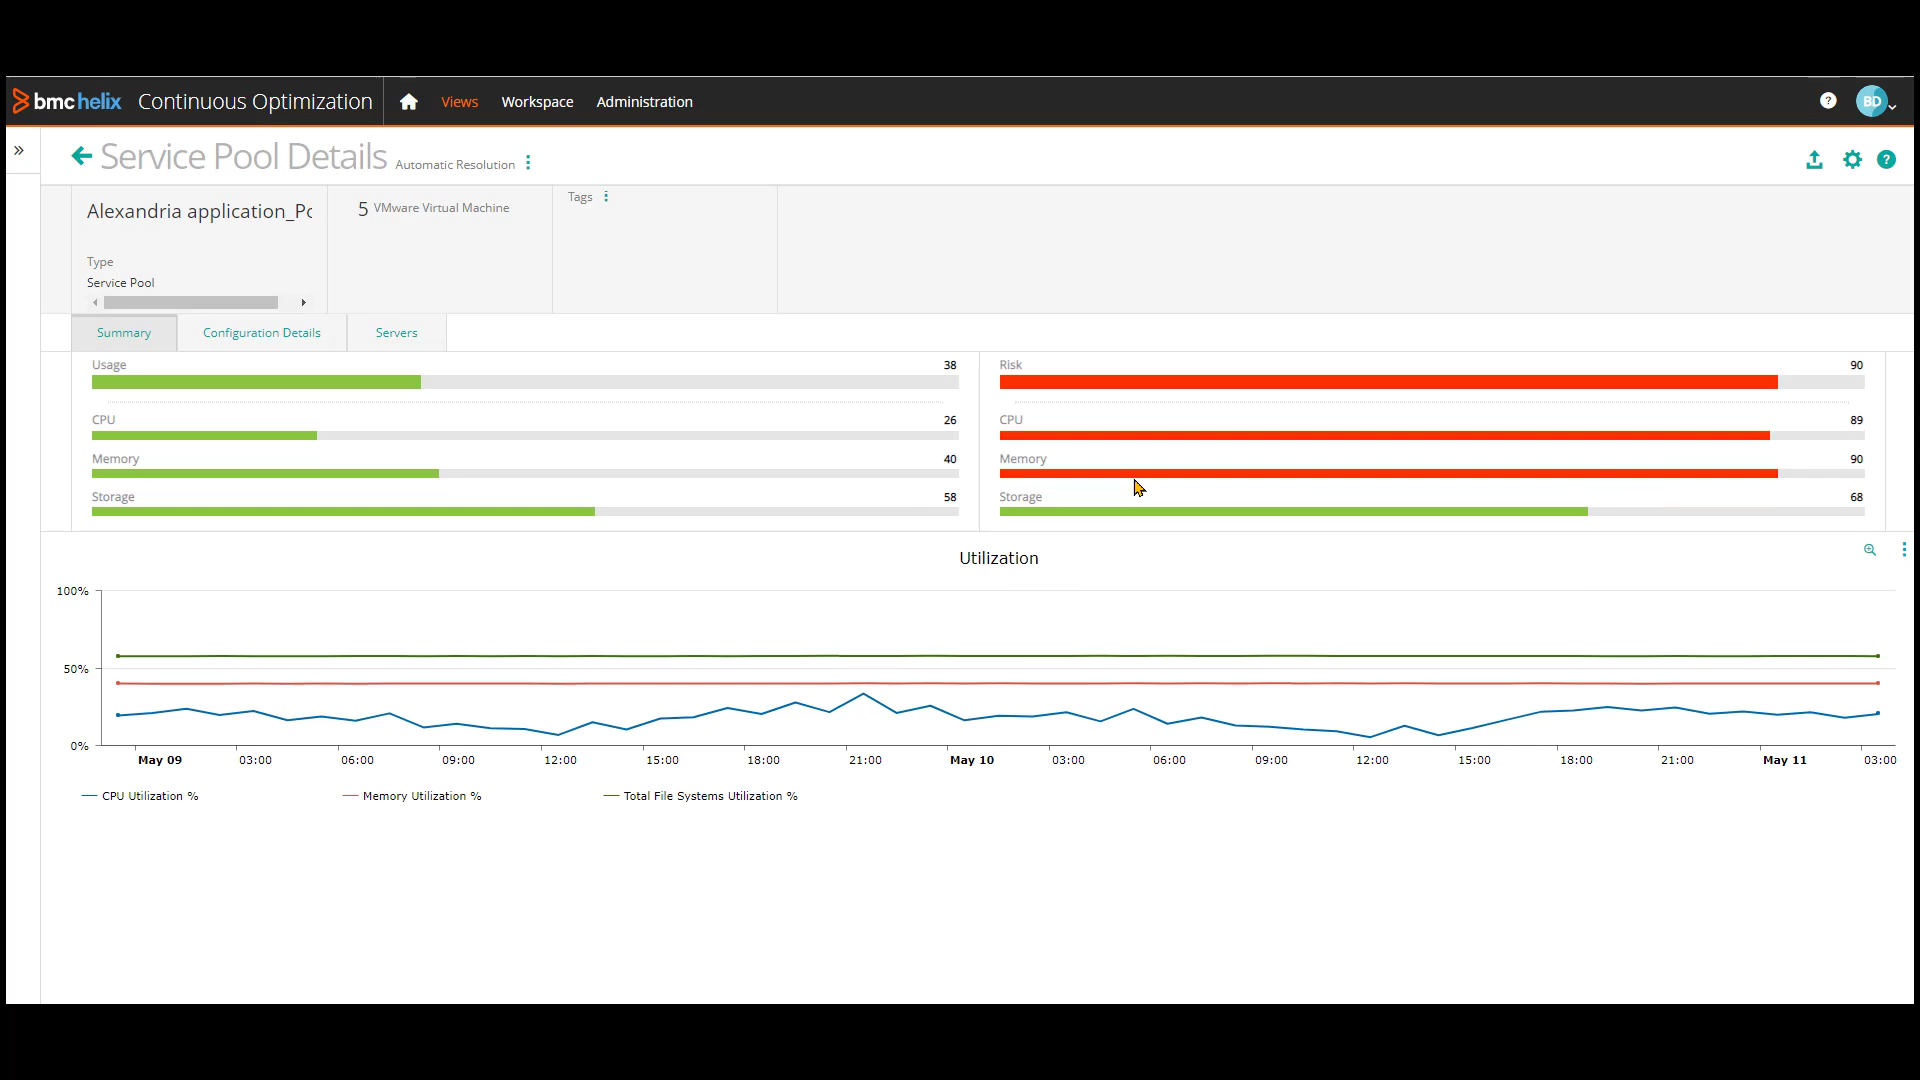 bmc helix Continuous Optimization Views Workspace Administration ? BD
Service Pool Details Automatic Resolution ?
Alexandria application_Pc
5 VMware Virtual Machine
Tags
Type
Service Pool
Summary Configuration Details Servers
Usage 38
CPU 26
Memory 40
Storage 58
Risk 90
CPU 89
Memory 90
Storage 68
Utilization
100%
50%
0%
May 09 03:00 06:00 09:00 12:00 15:00 18:00 21:00 May 10 03:00 06:00 09:00 12:00 15:00 18:00 21:00 May 11 03:00
CPU Utilization % Memory Utilization % Total File Systems Utilization %